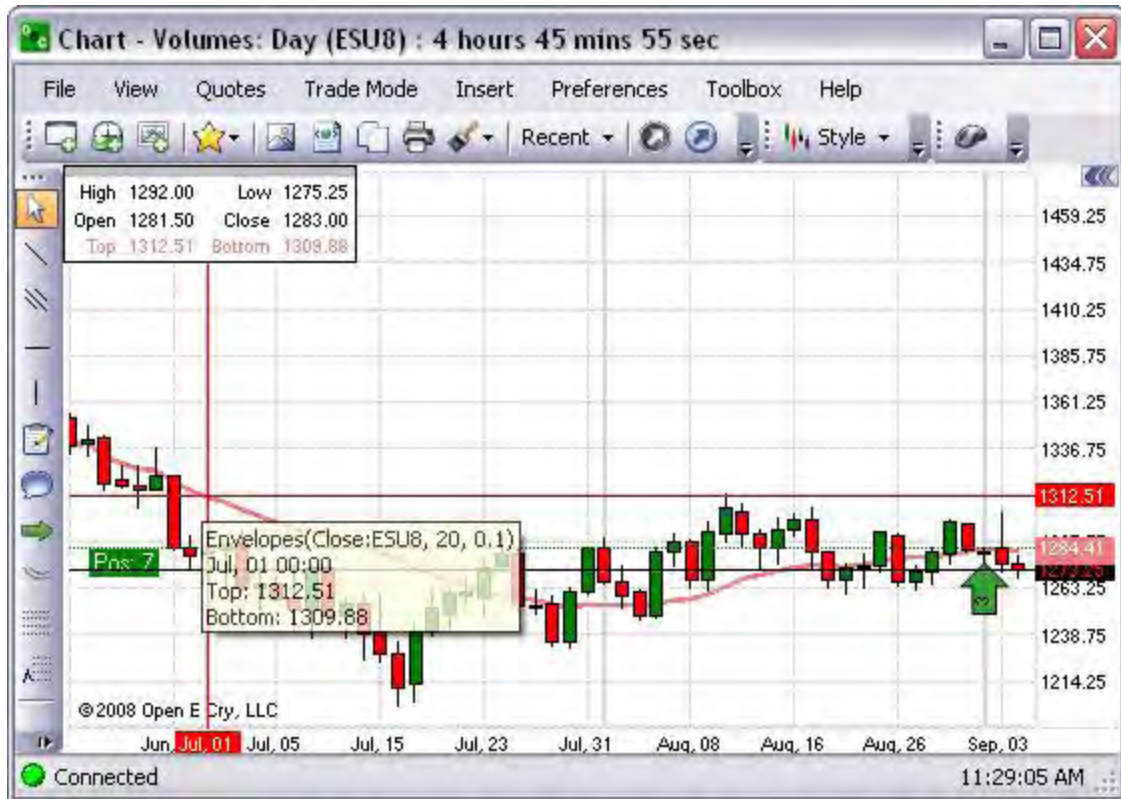 Chart - Volumes: Day (ESU8) : 4 hours 45 mins 55 sec
File View Quotes Trade Mode Insert Preferences Toolbox Help
Recent Style
High 1292.00 Low 1275.25
Open 1281.50 Close 1283.00
Top 1312.51 Bottom 1309.88
1459.25
1434.75
1410.25
1385.75
1361.25
1336.75
1312.51
1284.41
1263.25
1238.75
1214.25
Pos: 7
Envelopes(Close:ESU8, 20, 0.1)
Jul, 01 00:00
Top: 1312.51
Bottom: 1309.88
3
©2008 Open E Cry, LLC
Jun, Jul, 01 Jul, 05 Jul, 15 Jul, 23 Jul, 31 Aug, 08 Aug, 16 Aug, 26 Sep, 03
Connected 11:29:05 AM